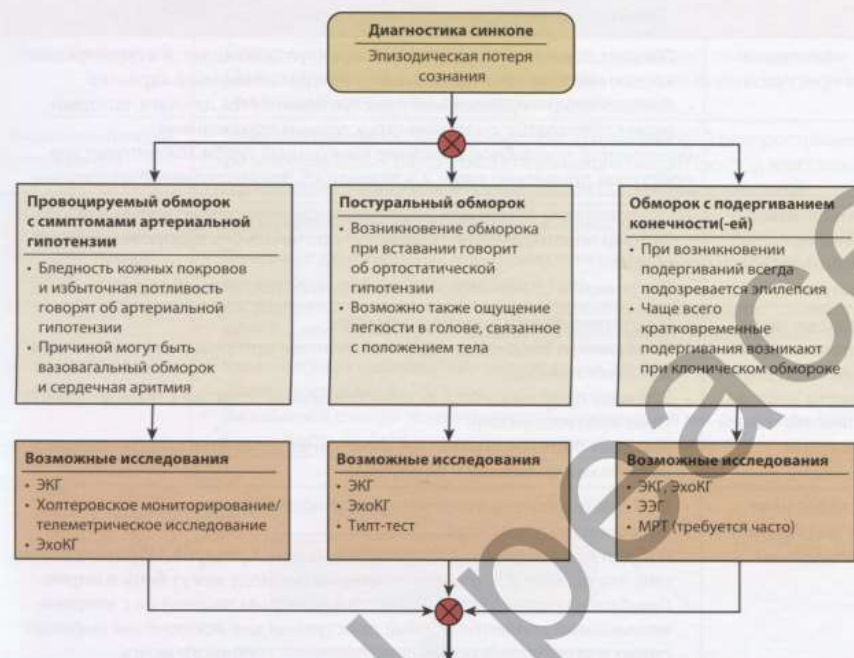 Диагностика синкопе
Эпизодическая потеря
сознания
Провоцируемый обморок
с симптомами артериальной
гипотензии
• Бледность кожных покровов
и избыточная потливость
говорят об артериальной
гипотензии
• Причиной могут быть
вазовагальный обморок
и сердечная аритмия
Постуральный обморок
• Возникновение обморока
при вставании говорит
об ортостатической
гипотензии
• Возможно также ощущение
легкости в голове, связанное
с положением тела
Обморок с подергиванием
конечности(-ей)
• При возникновении
подергиваний всегда
подозревается эпилепсия
• Чаще всего
кратковременные
подергивания возникают
при клоническом обмороке
Возможные исследования
• ЭКГ
• Холтеровское мониторирование/
телеметрическое исследование
• ЭхоКГ
Возможные исследования
• ЭКГ
• ЭхоКГ
• Тилт-тест
Возможные исследования
• ЭКГ, ЭхоКГ
• ЭЭГ
• МРТ (требуется часто)
peace